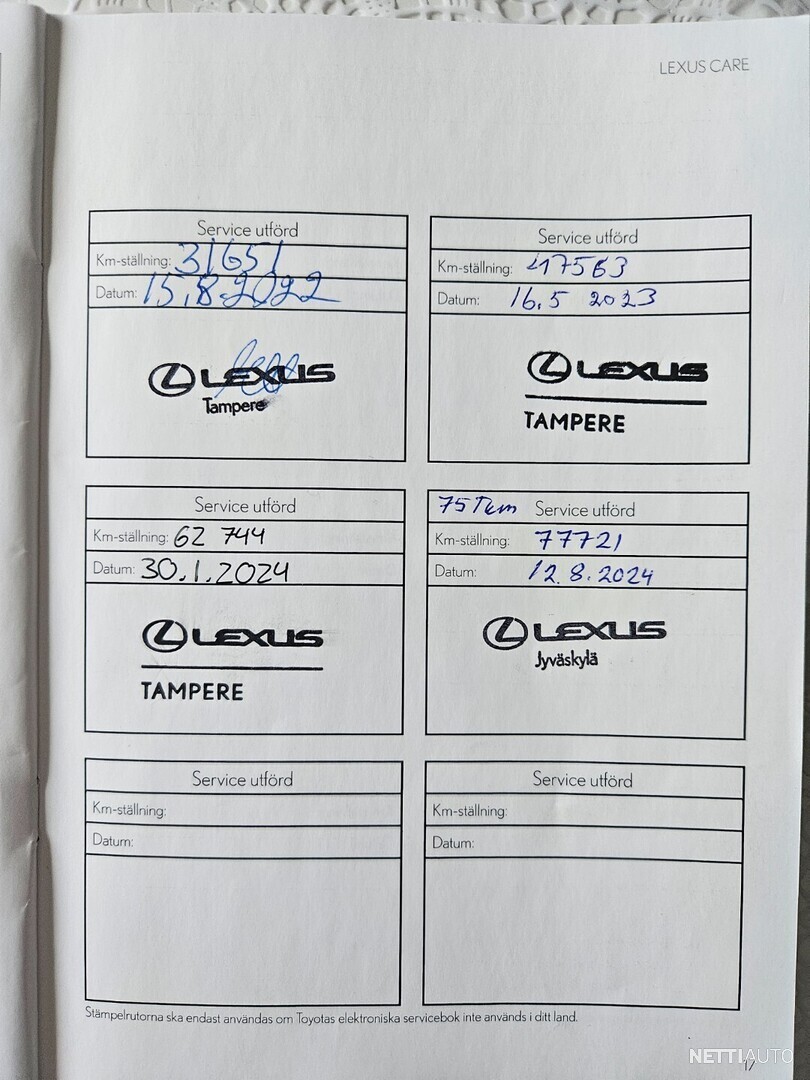 LEXUS CARE
Service utförd
Km-ställning: 31651
Datum: 15.8.2022
LEXUS
Tampere
Service utförd
Km-ställning: 47563
Datum: 16.5 2023
LEXUS
TAMPERE
Service utförd
Km-ställning: 62 744
Datum: 30.1.2024
LEXUS
TAMPERE
75Tkm Service utförd
Km-ställning: 77721
Datum: 12.8.2024
LEXUS
Jyväskylä
Service utförd
Km-ställning:
Datum:
Service utförd
Km-ställning:
Datum:
Stämpelrutorna ska endast användas om Toyotas elektroniska servicebok inte används i ditt land.
17
NETTIAUTO